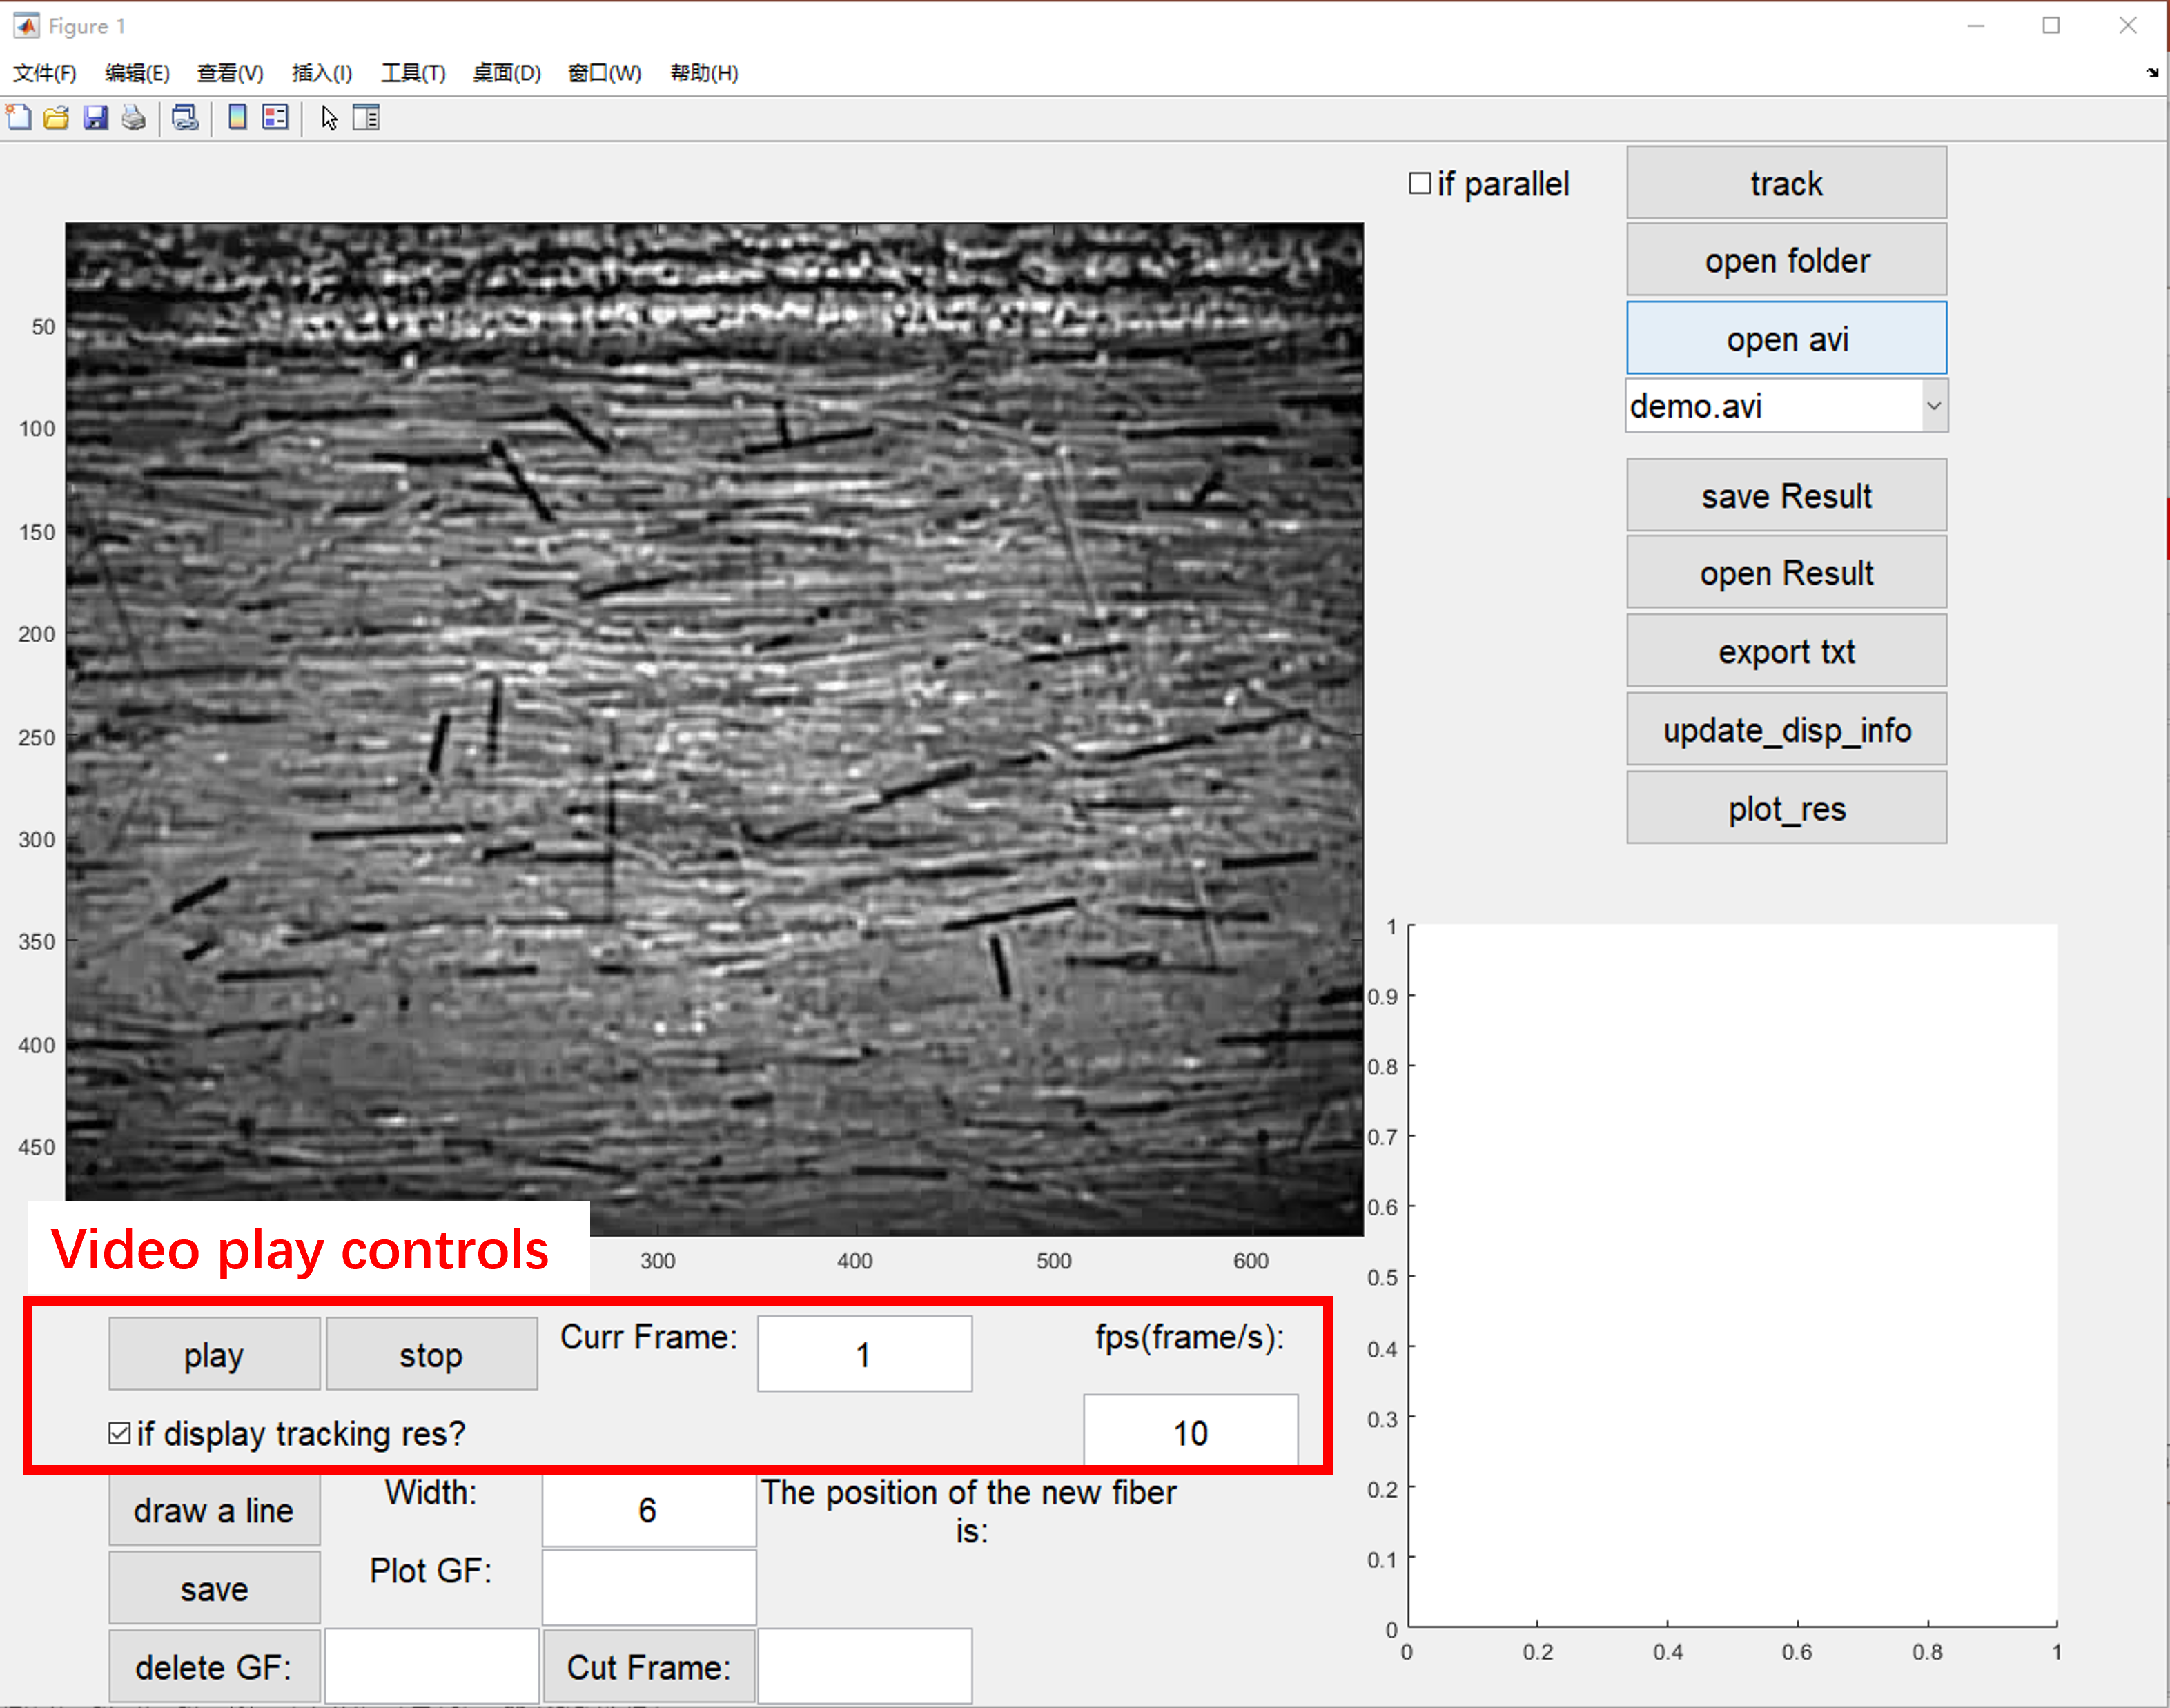 Figure 1
文件(F) 编辑(E) 查看(V) 插入(I) 工具(T) 桌面(D) 窗口(W) 帮助(H)
if parallel
track
open folder
open avi
demo.avi
save Result
open Result
export txt
update_disp_info
plot_res
50
100
150
200
250
300
350
400
450
300 400 500 600
Video play controls
play stop Curr Frame: 1 fps(frame/s):
if display tracking res? 10
draw a line Width: 6 The position of the new fiber
is:
save Plot GF:
delete GF: Cut Frame:
1
0.9
0.8
0.7
0.6
0.5
0.4
0.3
0.2
0.1
0
0 0.2 0.4 0.6 0.8 1